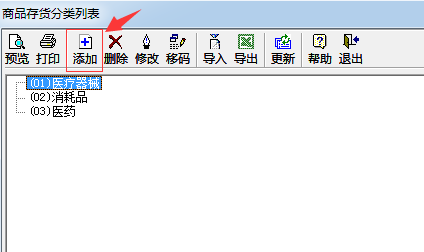 商品存货分类列表
预览 打印 添加 删除 修改 移码 导入 导出 更新 帮助 退出
(01)医疗器械
(02)消耗品
(03)医药